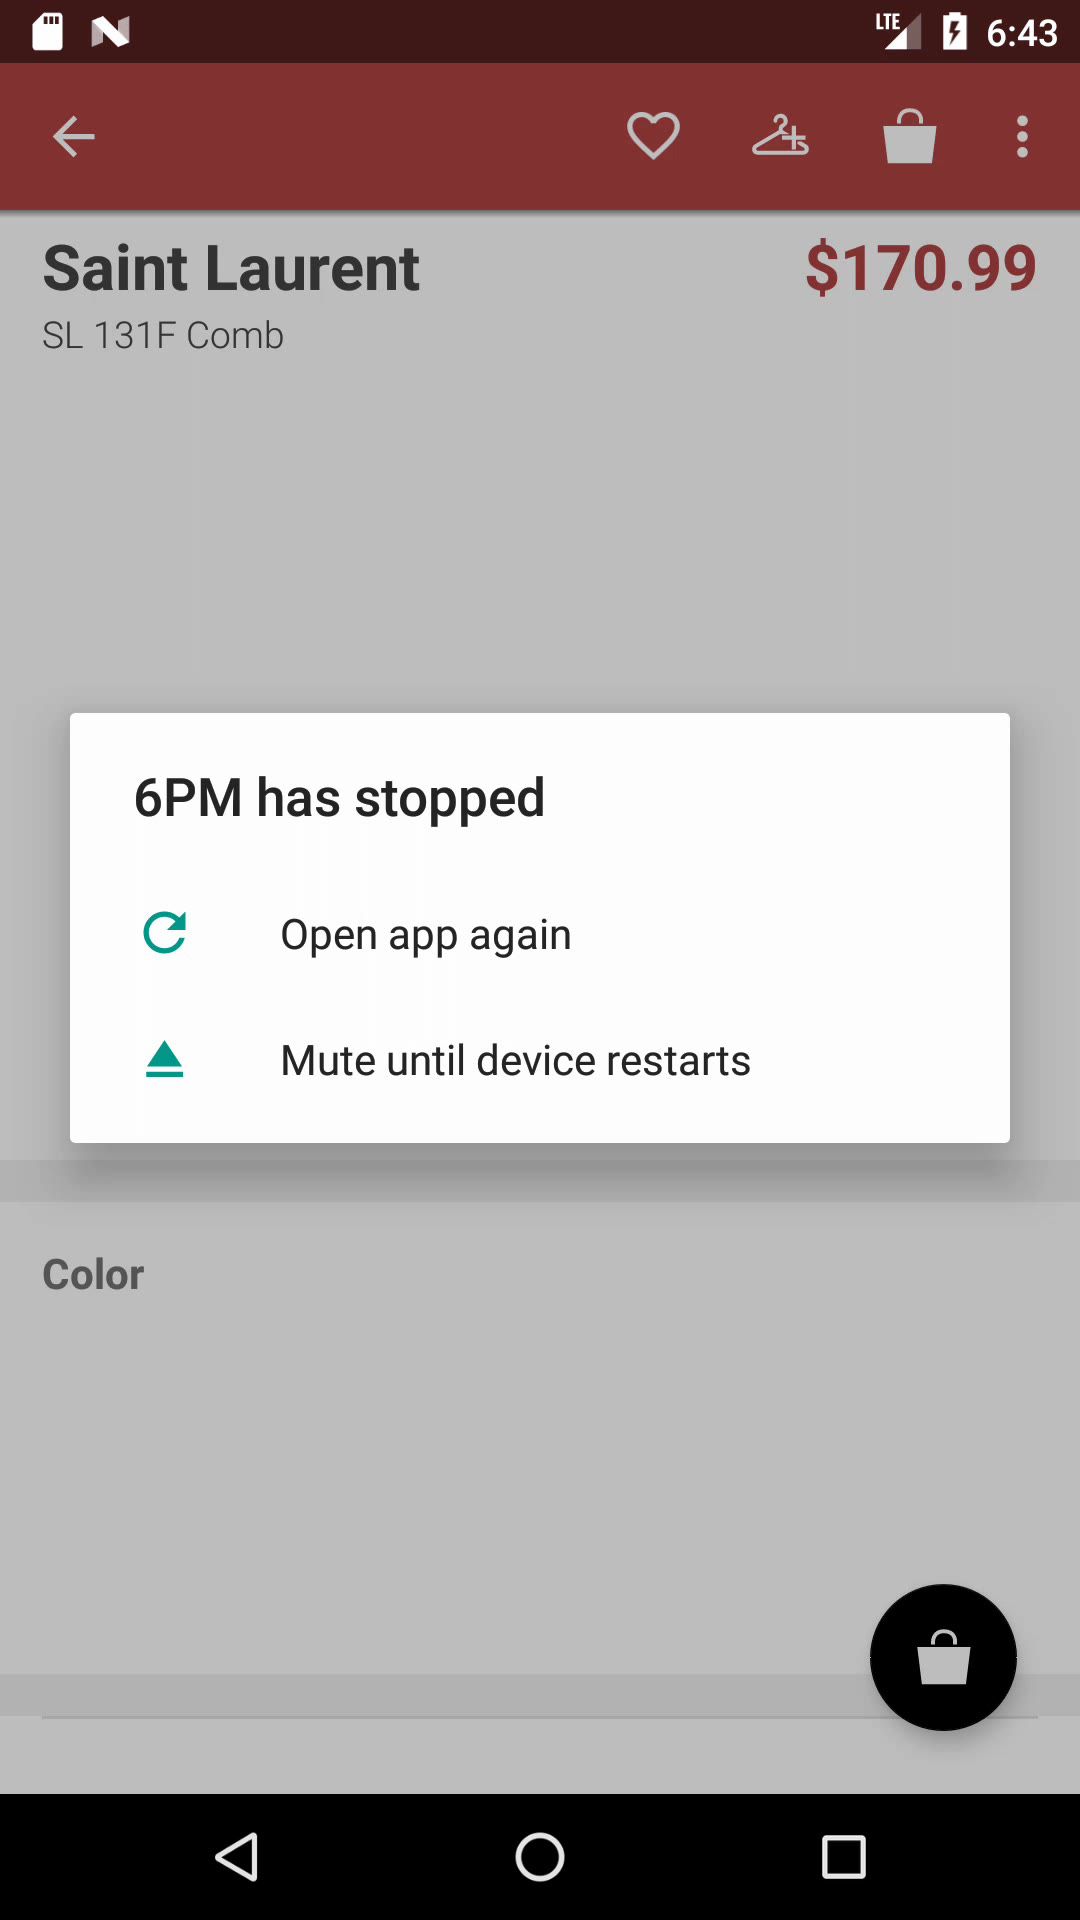 LTE 6:43
Saint Laurent $170.99
SL 131F Comb
6PM has stopped
Open app again
Mute until device restarts
Color